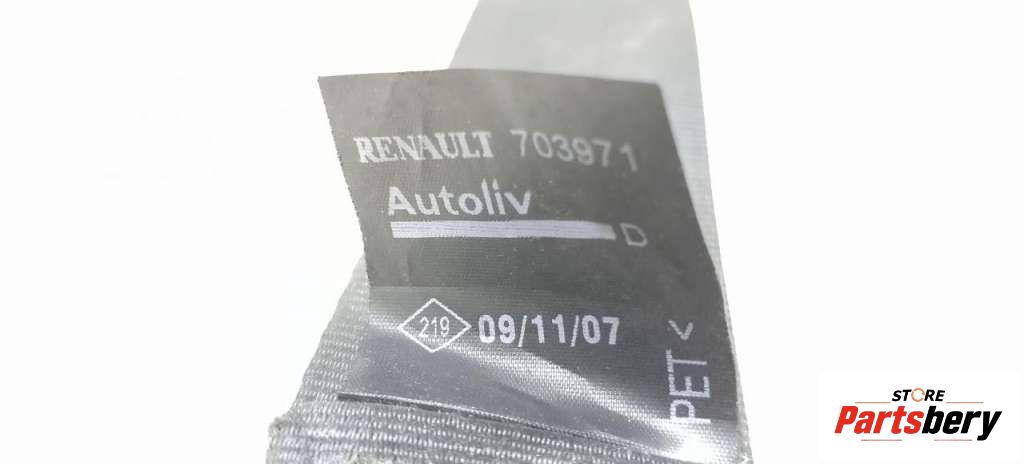 RENAULT 703971
Autoliv
D
219 09/11/07
PET<
STORE
Partsbery